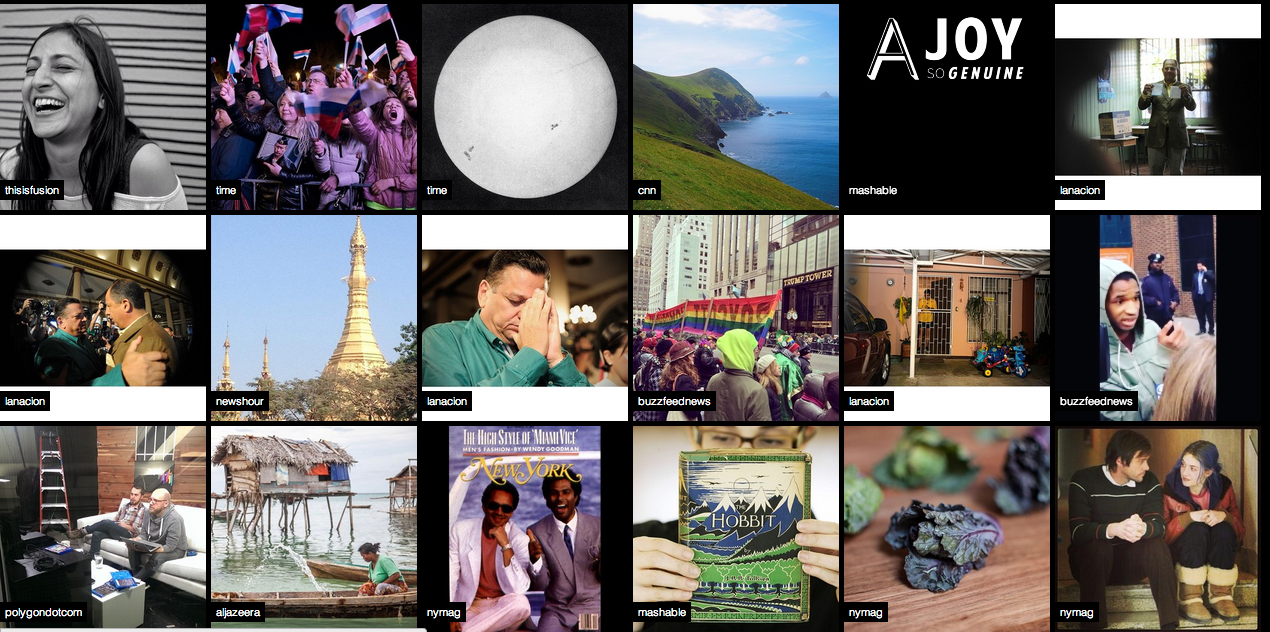 A JOY
SO GENUINE
thisisfusion
time
time
cnn
mashable
lanacion
TRUMP TOWER
lanacion
newshour
lanacion
buzzfeednews
lanacion
buzzfeednews
THE HIGH STYLE OF 'MIAMI VICE'
MEN'S FASHION - BY WENDY GOODMAN
NEW YORK
THE
HOBBIT
polygondotcom
aljazeera
nymag
mashable
nymag
nymag